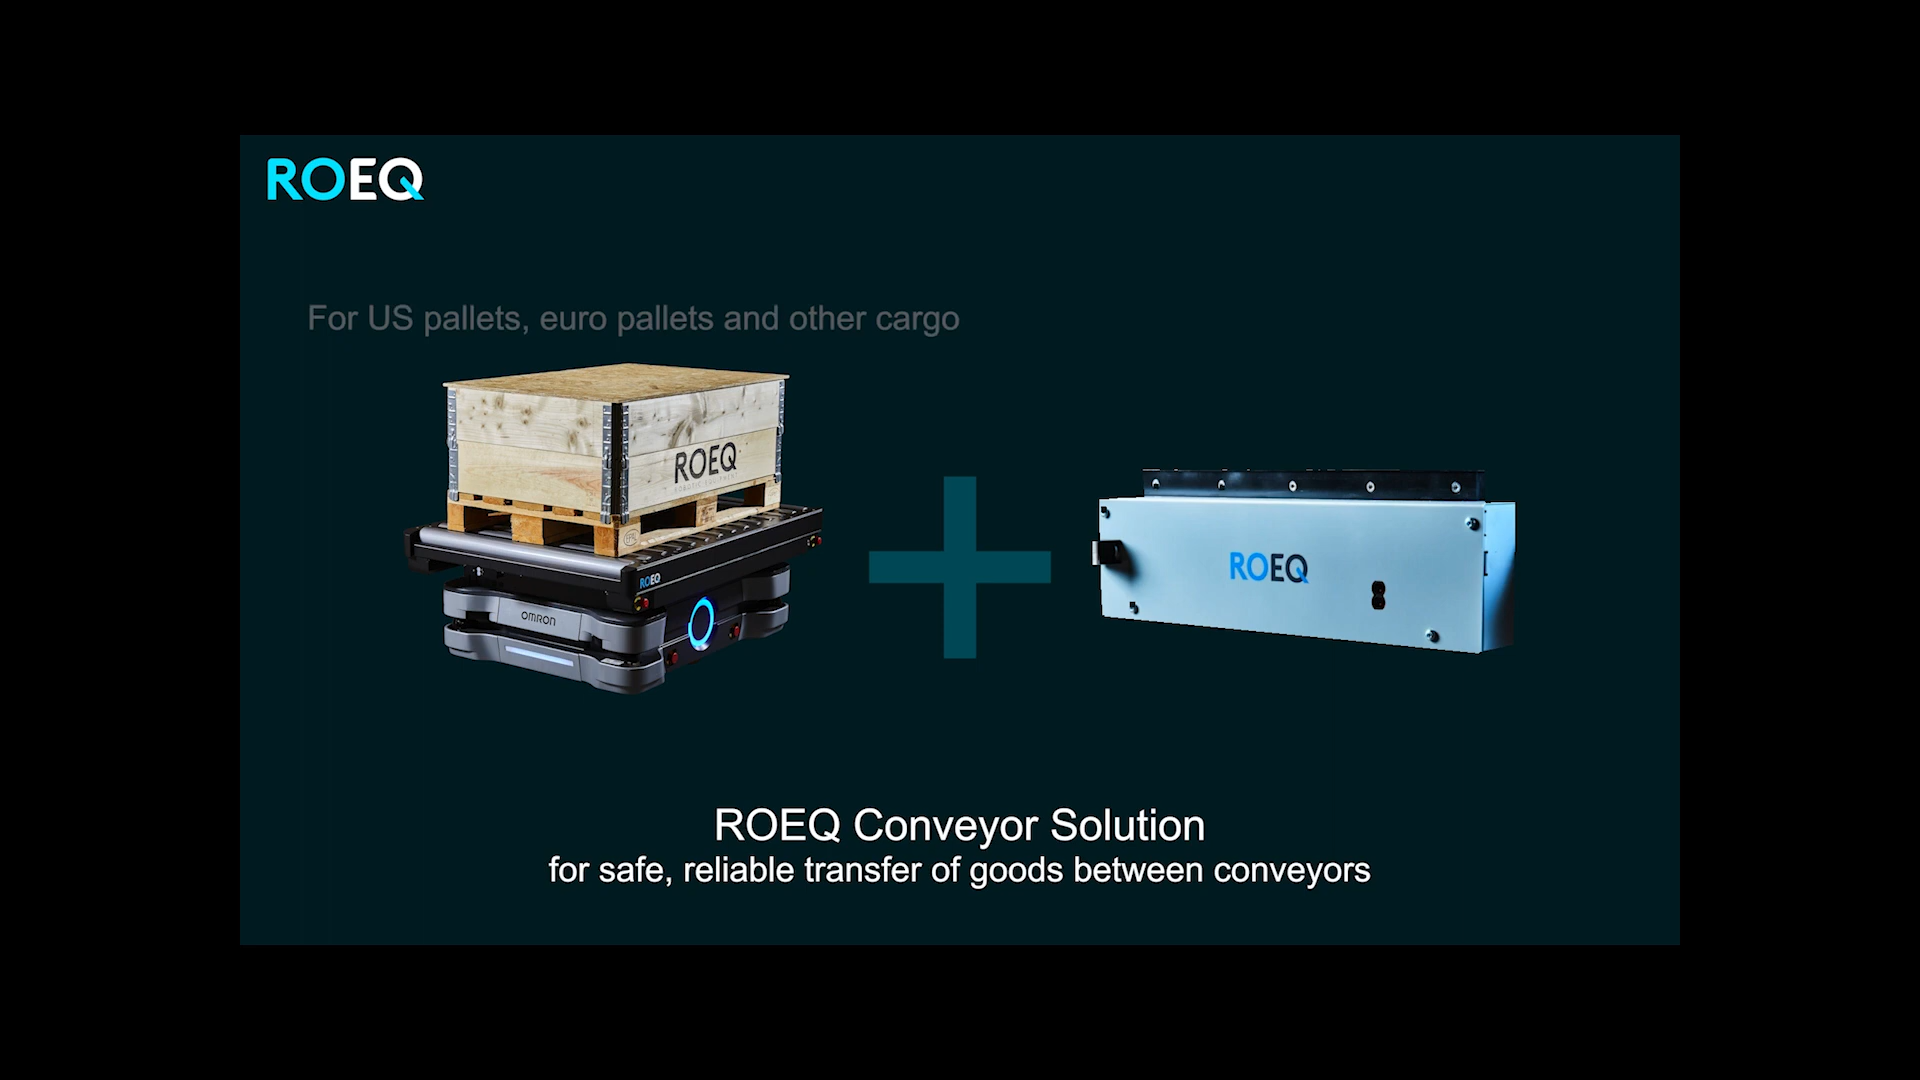 ROEQ
For US pallets, euro pallets and other cargo
ROEQ
ROEQ
OMRON
ROEQ
ROEQ Conveyor Solution
for safe, reliable transfer of goods between conveyors